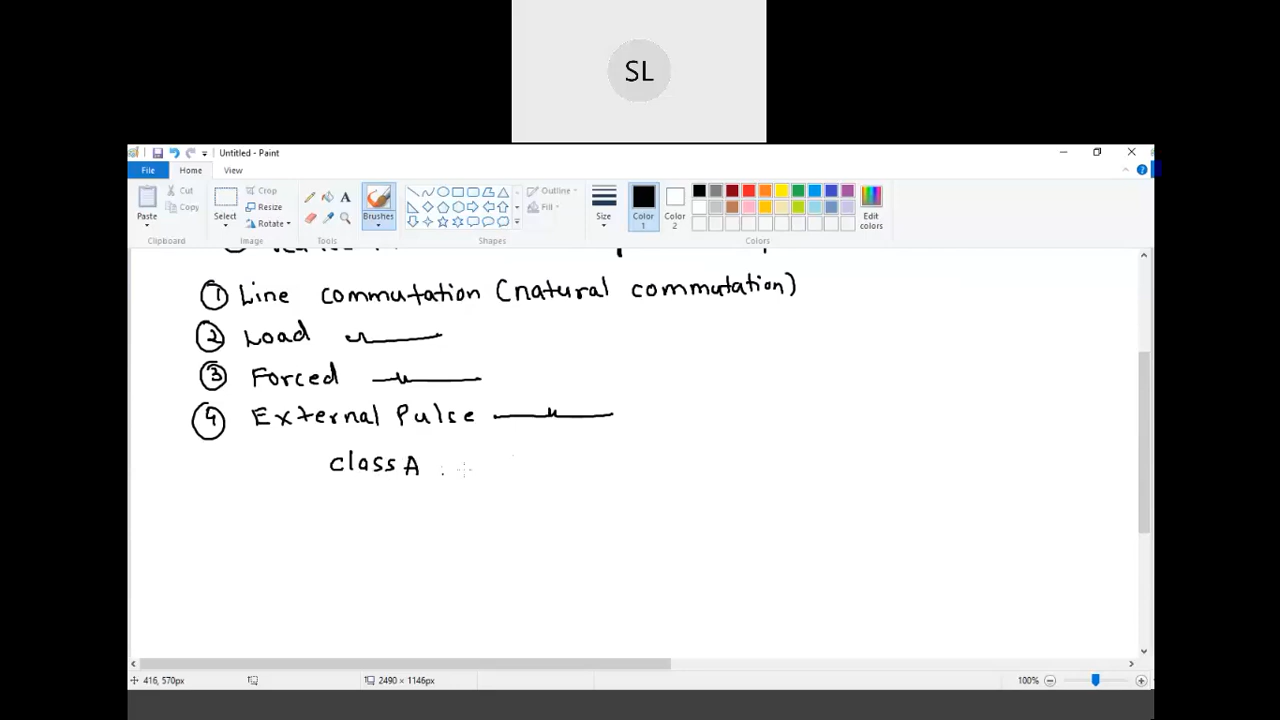 SL
Untitled - Paint
File Home View
Paste Cut Copy Clipboard
Select Crop Resize Rotate Image
Tools
Brushes
Shapes Outline Fill
Size
Color 1 Color 2 Edit colors Colors
① Line commutation (natural commutation)
② Load
③ Forced
④ External Pulse
class A
416, 570px 2490 × 1146px 100%